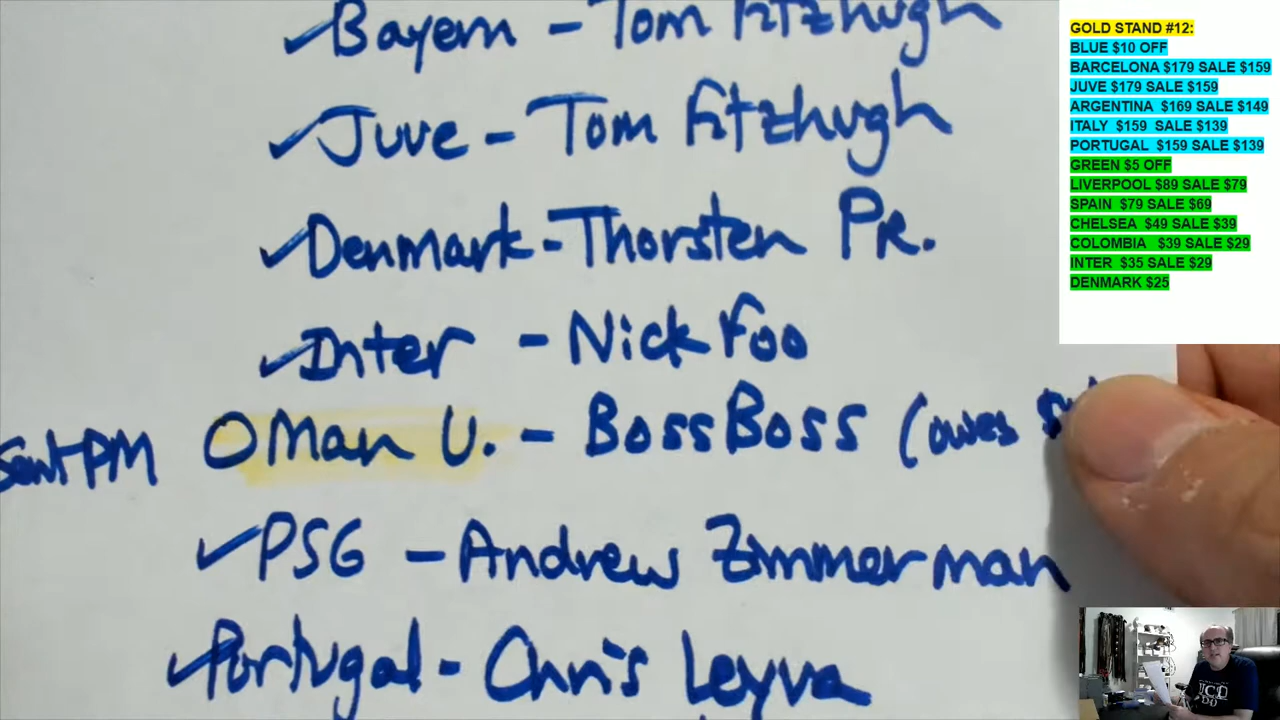 ✓Bayern - Tom Fitzhugh
✓Juve - Tom Fitzhugh
✓Denmark - Thorsten PR.
✓Inter - Nick Foo
sent PM O Man U. - BossBoss (owes
✓PSG - Andrew Zimmerman
✓Portugal - Chris Leyva
GOLD STAND #12:
BLUE $10 OFF
BARCELONA $179 SALE $159
JUVE $179 SALE $159
ARGENTINA $169 SALE $149
ITALY $159 SALE $139
PORTUGAL $159 SALE $139
GREEN $5 OFF
LIVERPOOL $89 SALE $79
SPAIN $79 SALE $69
CHELSEA $49 SALE $39
COLOMBIA $39 SALE $29
INTER $35 SALE $29
DENMARK $25